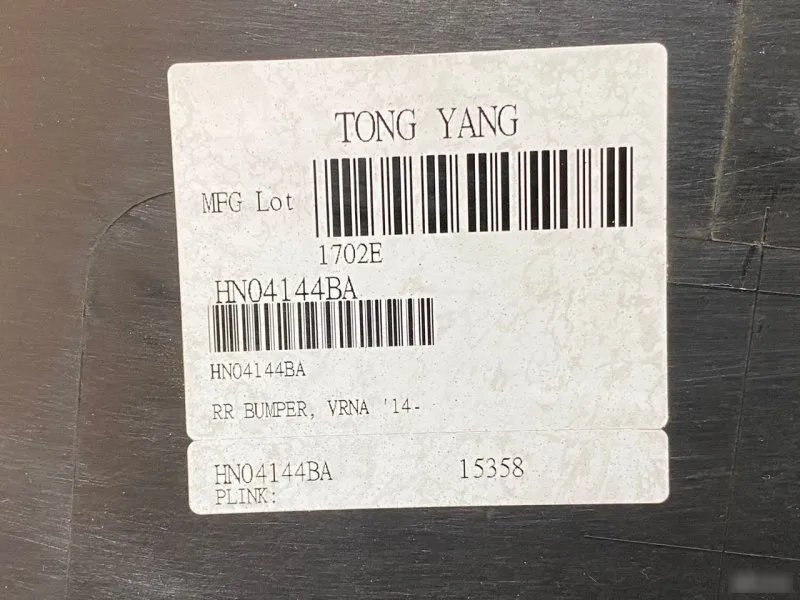 TONG YANG
MFG Lot
1702E
HN04144BA
HN04144BA
RR BUMPER, VRNA '14-
HN04144BA 15358
PLINK: